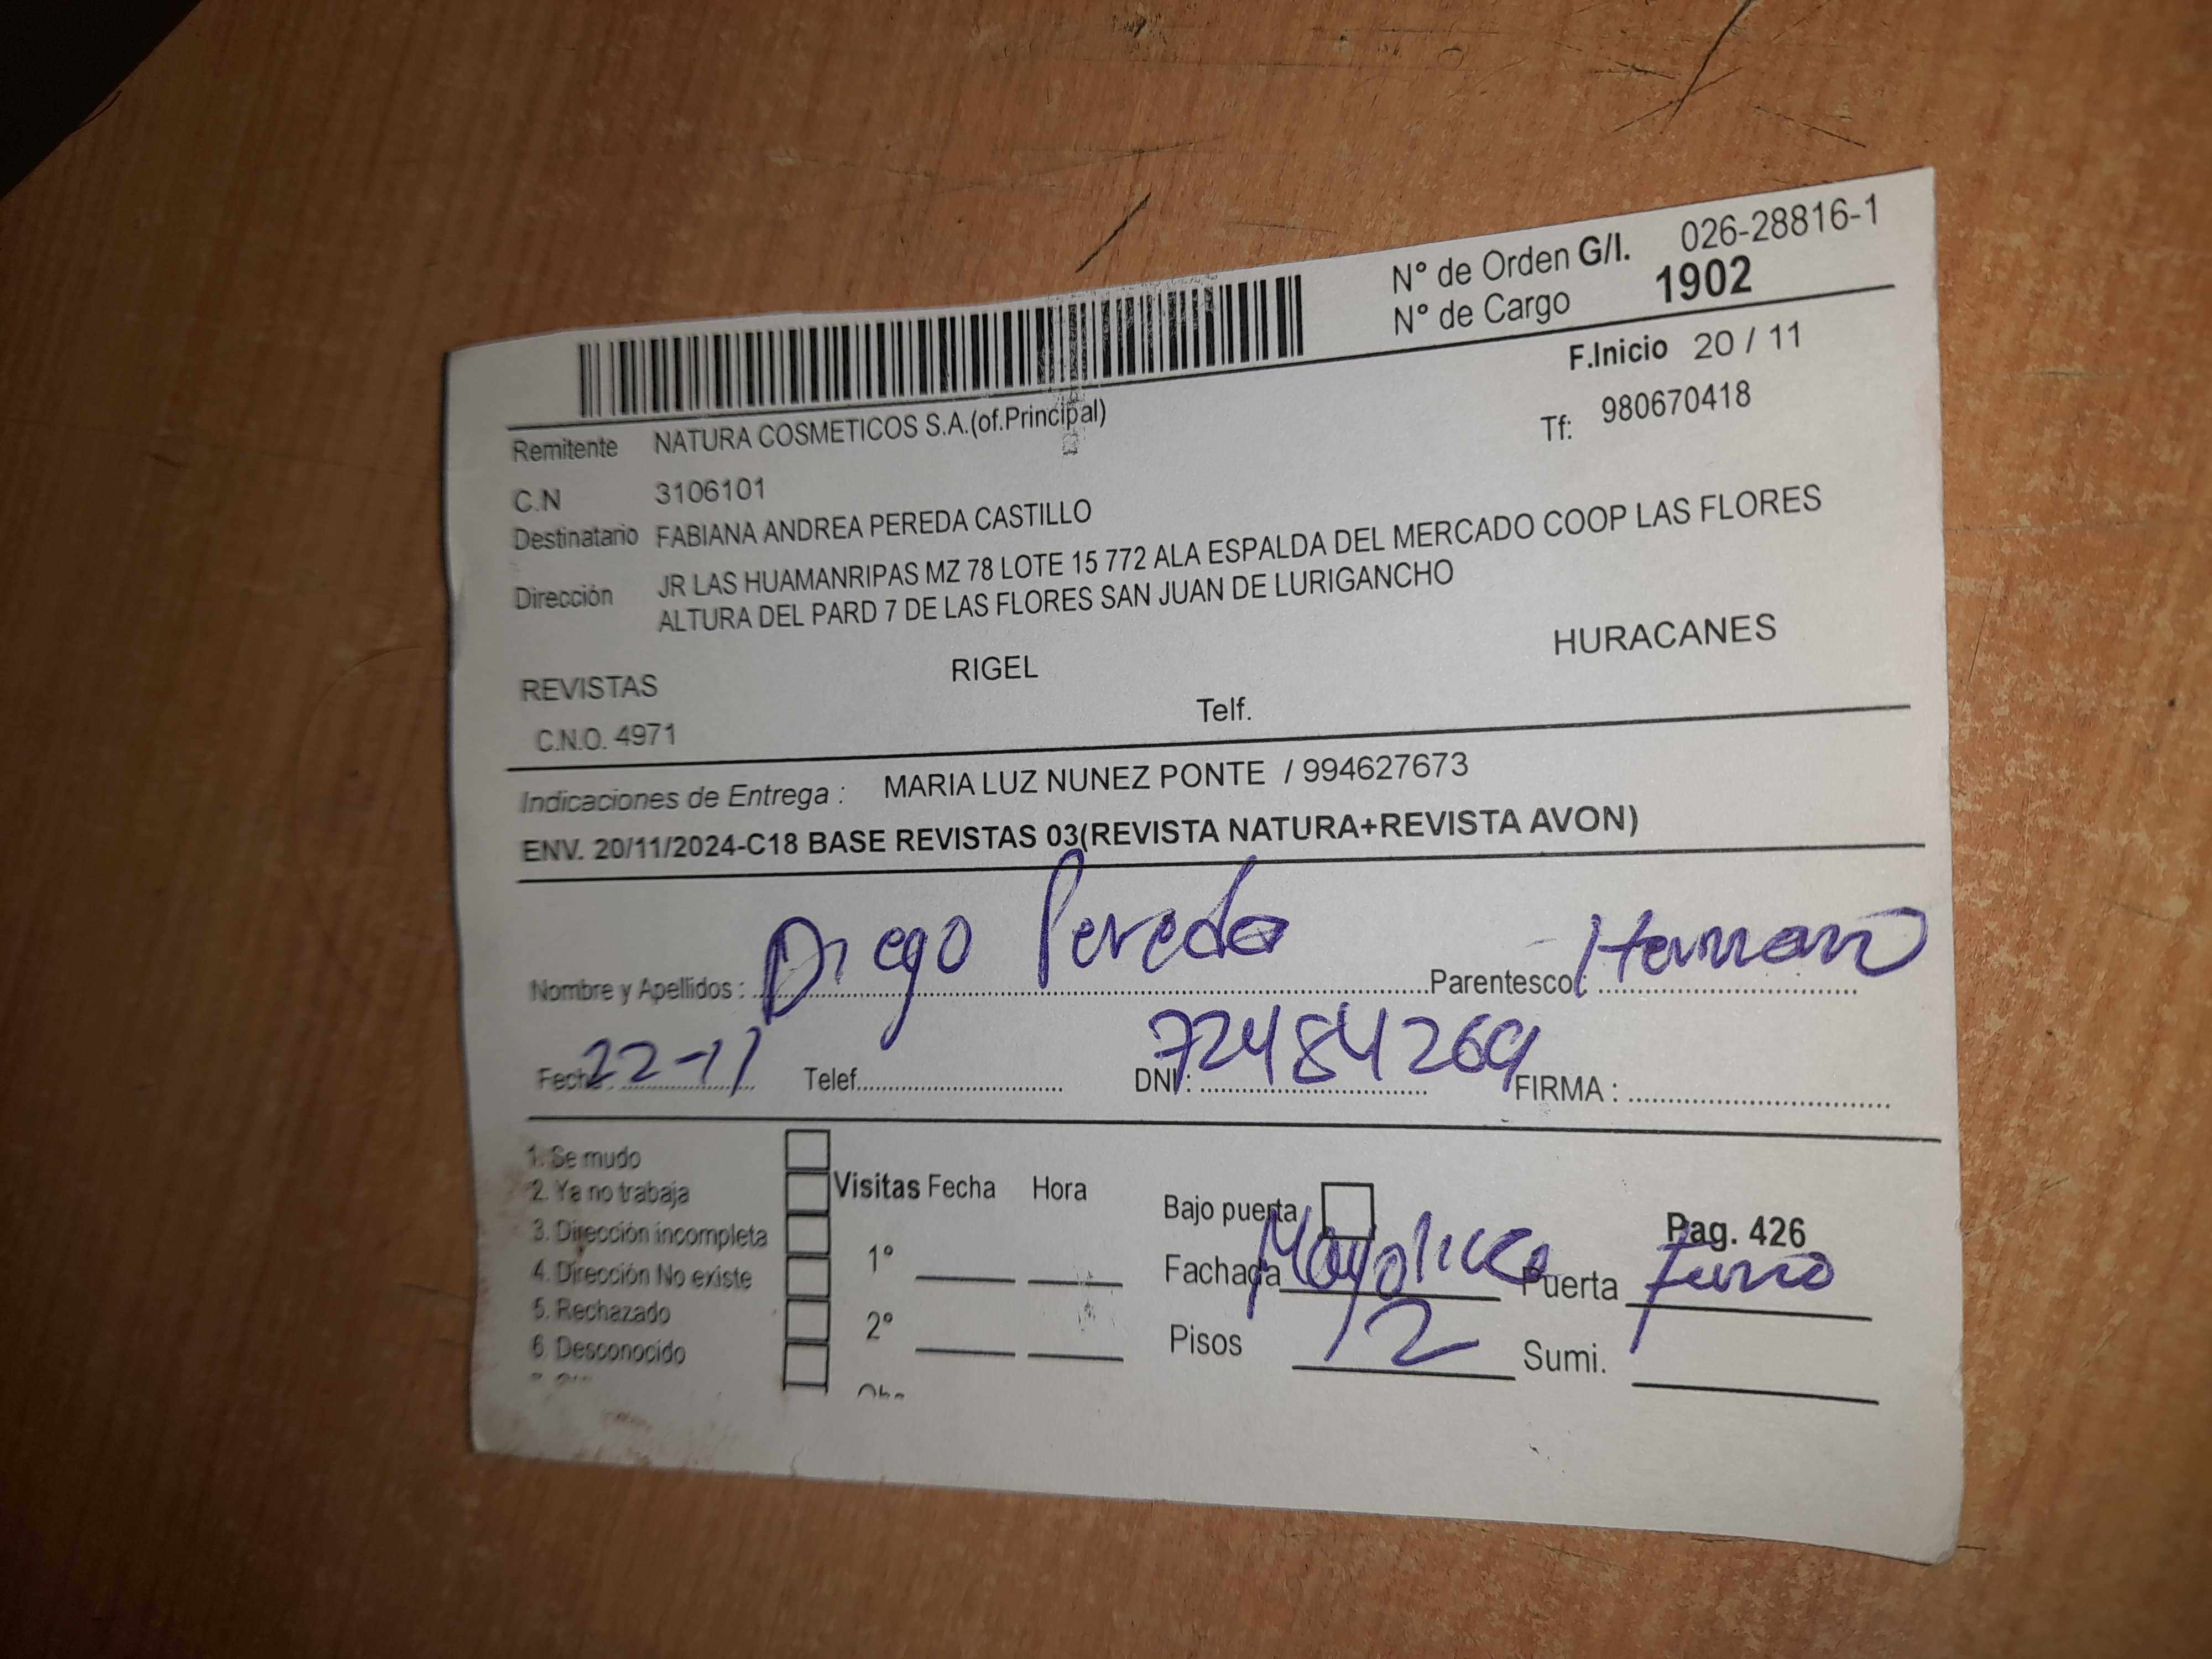 N° de Orden G/I. 026-28816-1
N° de Cargo 1902
F.Inicio 20 / 11
Remitente NATURA COSMETICOS S.A.(of.Principal)
Tf: 980670418
C.N 3106101
Destinatario FABIANA ANDREA PEREDA CASTILLO
Dirección JR LAS HUAMANRIPAS MZ 78 LOTE 15 772 ALA ESPALDA DEL MERCADO COOP LAS FLORES
ALTURA DEL PARD 7 DE LAS FLORES SAN JUAN DE LURIGANCHO
REVISTAS RIGEL HURACANES
C.N.O. 4971 Telf.
Indicaciones de Entrega : MARIA LUZ NUNEZ PONTE / 994627673
ENV. 20/11/2024-C18 BASE REVISTAS 03(REVISTA NATURA+REVISTA AVON)
Nombre y Apellidos : Diego Pereda Parentesco : Hermano
Fecha : 22-11 Telef. DNI : 72484269 FIRMA :
1. Se mudo
2. Ya no trabaja
3. Dirección incompleta
4. Dirección No existe
5. Rechazado
6. Desconocido
Visitas Fecha Hora
1°
2°
Bajo puerta
Pag. 426
Fachada Mayolica Puerta
Pisos 2 Sumi.